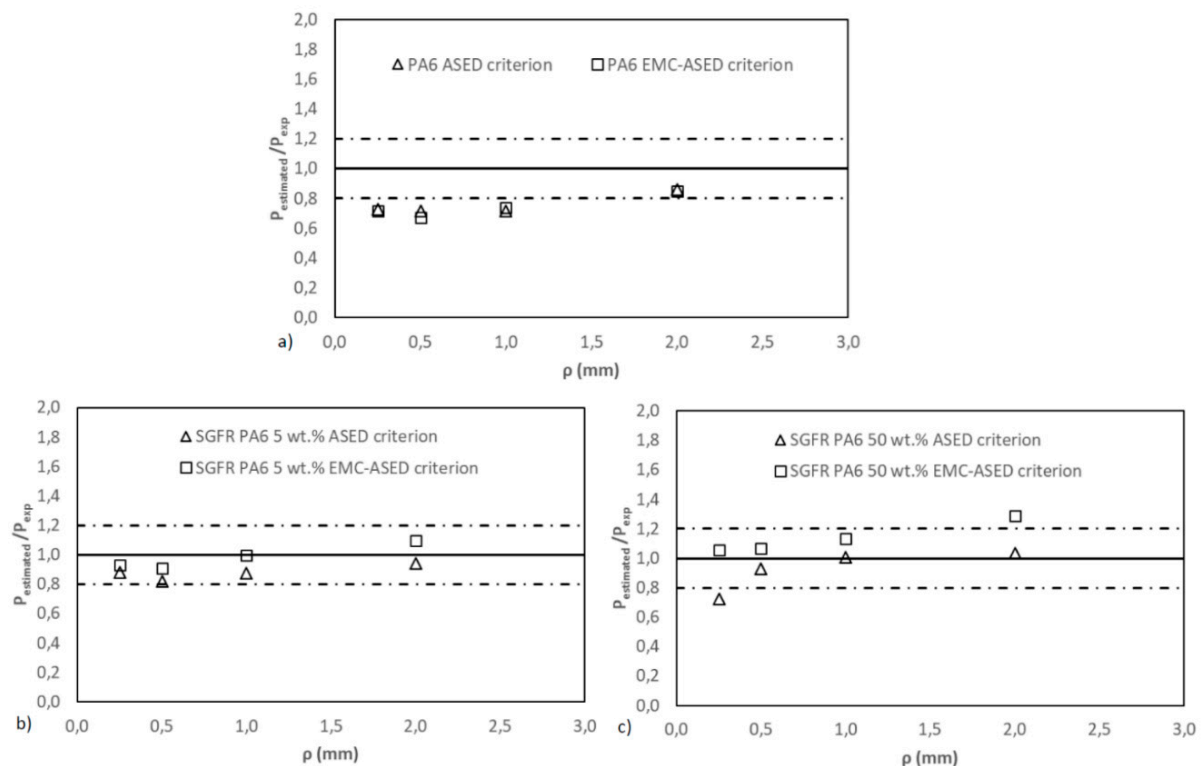 2,0
1,8
1,6
1,4
1,2
1,0
0,8
0,6
0,4
0,2
0,0
P estimated /P exp
PA6 ASED criterion PA6 EMC-ASED criterion
0,0 0,5 1,0 1,5 2,0 2,5 3,0
ρ (mm)
a)
2,0
1,8
1,6
1,4
1,2
1,0
0,8
0,6
0,4
0,2
0,0
P estimated /P exp
SGFR PA6 5 wt.% ASED criterion
SGFR PA6 5 wt.% EMC-ASED criterion
0,0 0,5 1,0 1,5 2,0 2,5 3,0
ρ (mm)
b)
2,0
1,8
1,6
1,4
1,2
1,0
0,8
0,6
0,4
0,2
0,0
P estimated /P exp
SGFR PA6 50 wt.% ASED criterion
SGFR PA6 50 wt.% EMC-ASED criterion
0,0 0,5 1,0 1,5 2,0 2,5 3,0
ρ (mm)
c)